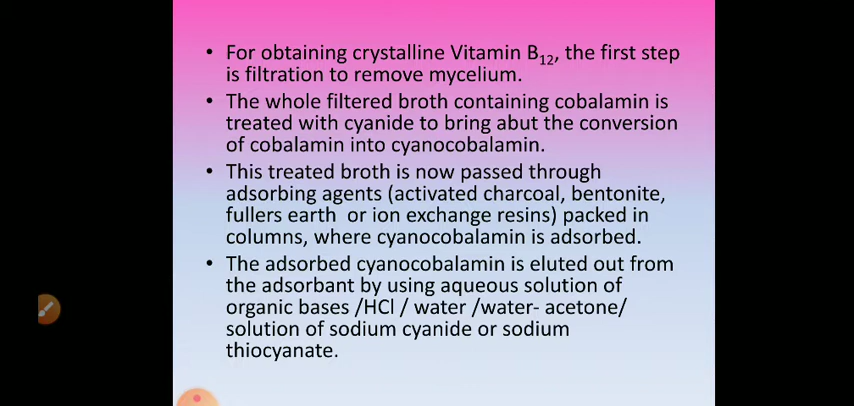 • For obtaining crystalline Vitamin B₁₂, the first step
is filtration to remove mycelium.
• The whole filtered broth containing cobalamin is
treated with cyanide to bring abut the conversion
of cobalamin into cyanocobalamin.
• This treated broth is now passed through
adsorbing agents (activated charcoal, bentonite,
fullers earth or ion exchange resins) packed in
columns, where cyanocobalamin is adsorbed.
• The adsorbed cyanocobalamin is eluted out from
the adsorbant by using aqueous solution of
organic bases /HCl / water /water- acetone/
solution of sodium cyanide or sodium
thiocyanate.